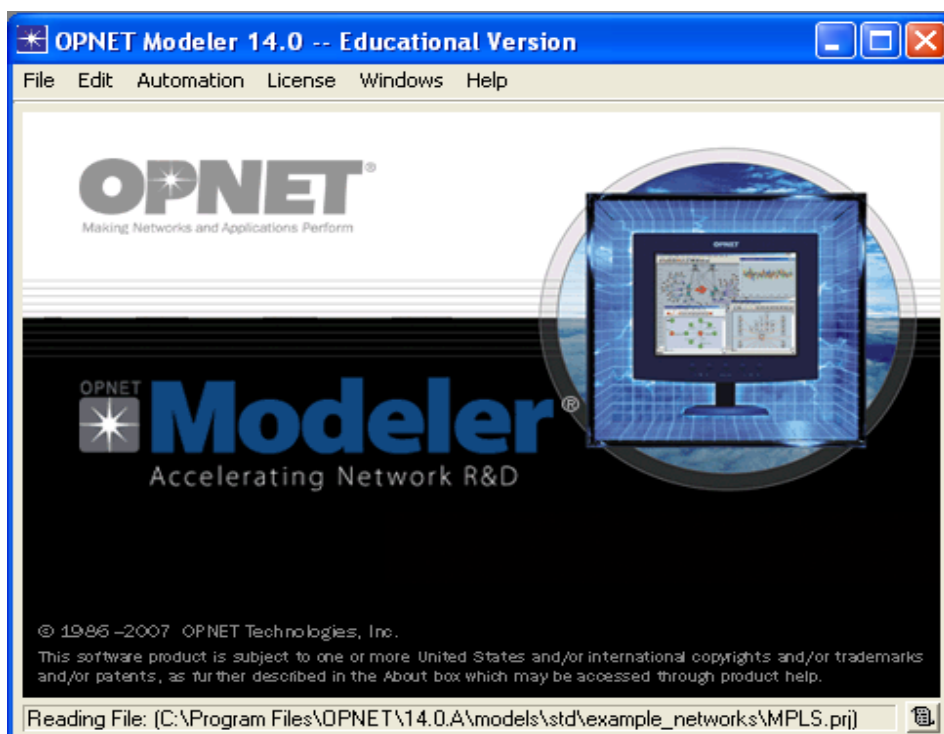 OPNET Modeler 14.0 -- Educational Version
File Edit Automation License Windows Help
OPNET®
Making Networks and Applications Perform
OPNET
OPNET
Modeler®
Accelerating Network R&D
© 1986-2007 OPNET Technologies, Inc.
This software product is subject to one or more United States and/or international copyrights and/or trademarks
and/or patents, as further described in the About box which may be accessed through product help.
Reading File: (C:\Program Files\OPNET\14.0.A\models\std\example_networks\MPLS.prj)